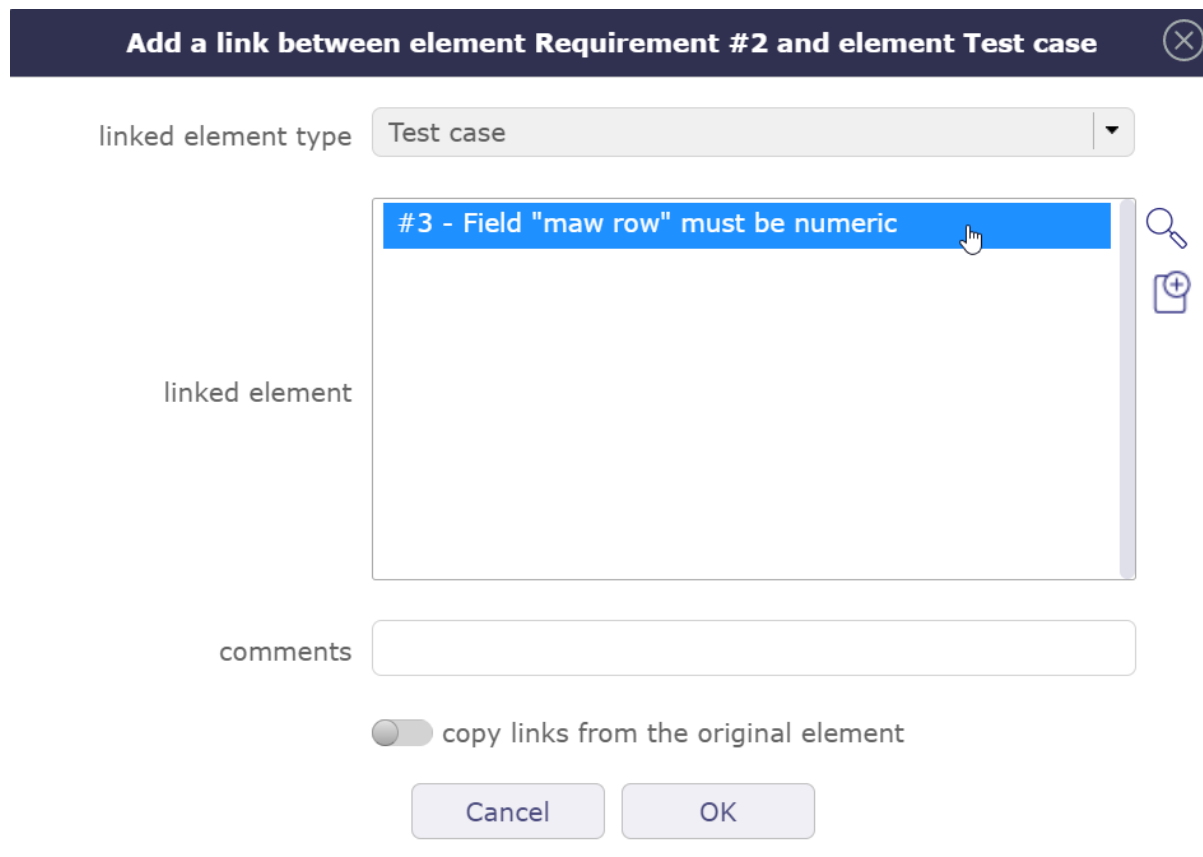 Add a link between element Requirement #2 and element Test case
linked element type
Test case
#3 - Field "maw row" must be numeric
linked element
comments
copy links from the original element
Cancel
OK